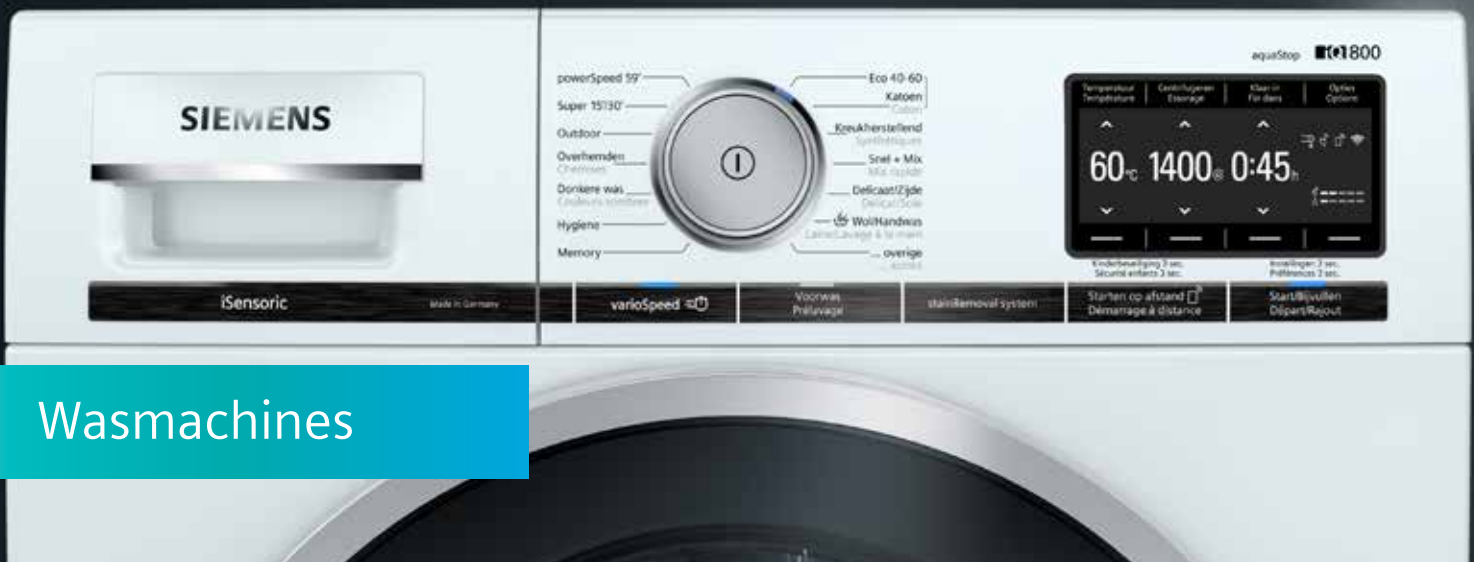 aquaStop iQ800
SIEMENS
powerSpeed 59'
Super 15'/30'
Outdoor
Overhemden
Chemises
Donkere was
Couleurs sombres
Hygiene
Memory
Eco 40-60
Katoen
Coton
Kreukherstellend
Synthétiques
Snel + Mix
Mix rapide
Delicaat/Zijde
Délicat/Soie
Wol/Handwas
Laine/Lavage à la main
... overige
Temperatuur
Température
Centrifugeren
Essorage
Klaar in
Fin dans
Opties
Options
60 °C 1400 0:45 h
Kinderbeveiliging 3 sec.
Sécurité enfants 3 sec.
Instellingen 3 sec.
Préférences 3 sec.
iSensoric
Made in Germany
varioSpeed
Voorwas
Prélavage
stainRemoval system
Starten op afstand
Démarrage à distance
Start/Bijvullen
Départ/Rajout
Wasmachines